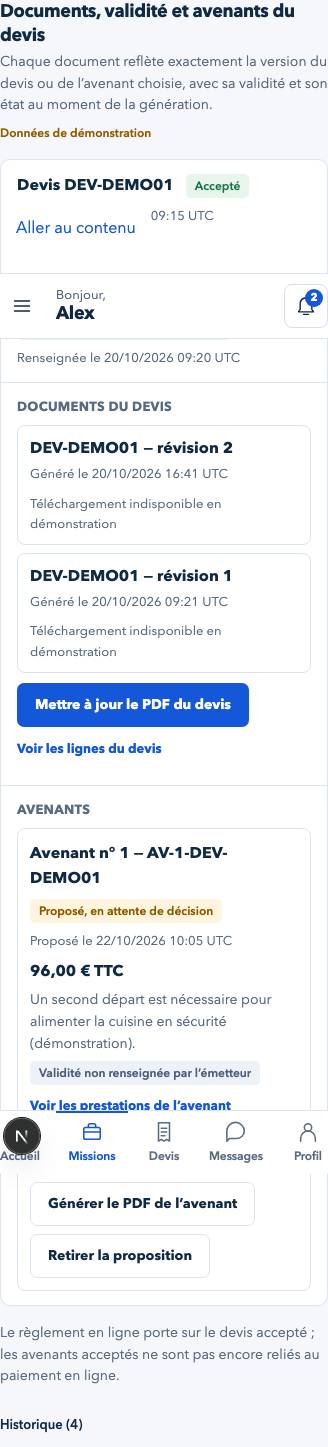 Documents, validité et avenants du
devis
Chaque document reflète exactement la version du
devis ou de l’avenant choisie, avec sa validité et son
état au moment de la génération.
Données de démonstration
Devis DEV-DEMO01 Accepté
09:15 UTC
Aller au contenu
Bonjour,
Alex
2
Renseignée le 20/10/2026 09:20 UTC
DOCUMENTS DU DEVIS
DEV-DEMO01 – révision 2
Généré le 20/10/2026 16:41 UTC
Téléchargement indisponible en
démonstration
DEV-DEMO01 – révision 1
Généré le 20/10/2026 09:21 UTC
Téléchargement indisponible en
démonstration
Mettre à jour le PDF du devis
Voir les lignes du devis
AVENANTS
Avenant n° 1 – AV-1-DEV-
DEMO01
Proposé, en attente de décision
Proposé le 22/10/2026 10:05 UTC
96,00 € TTC
Un second départ est nécessaire pour
alimenter la cuisine en sécurité
(démonstration).
Validité non renseignée par l’émetteur
Voir les prestations de l’avenant
N
Accueil Missions Devis Messages Profil
Générer le PDF de l’avenant
Retirer la proposition
Le règlement en ligne porte sur le devis accepté ;
les avenants acceptés ne sont pas encore reliés au
paiement en ligne.
Historique (4)